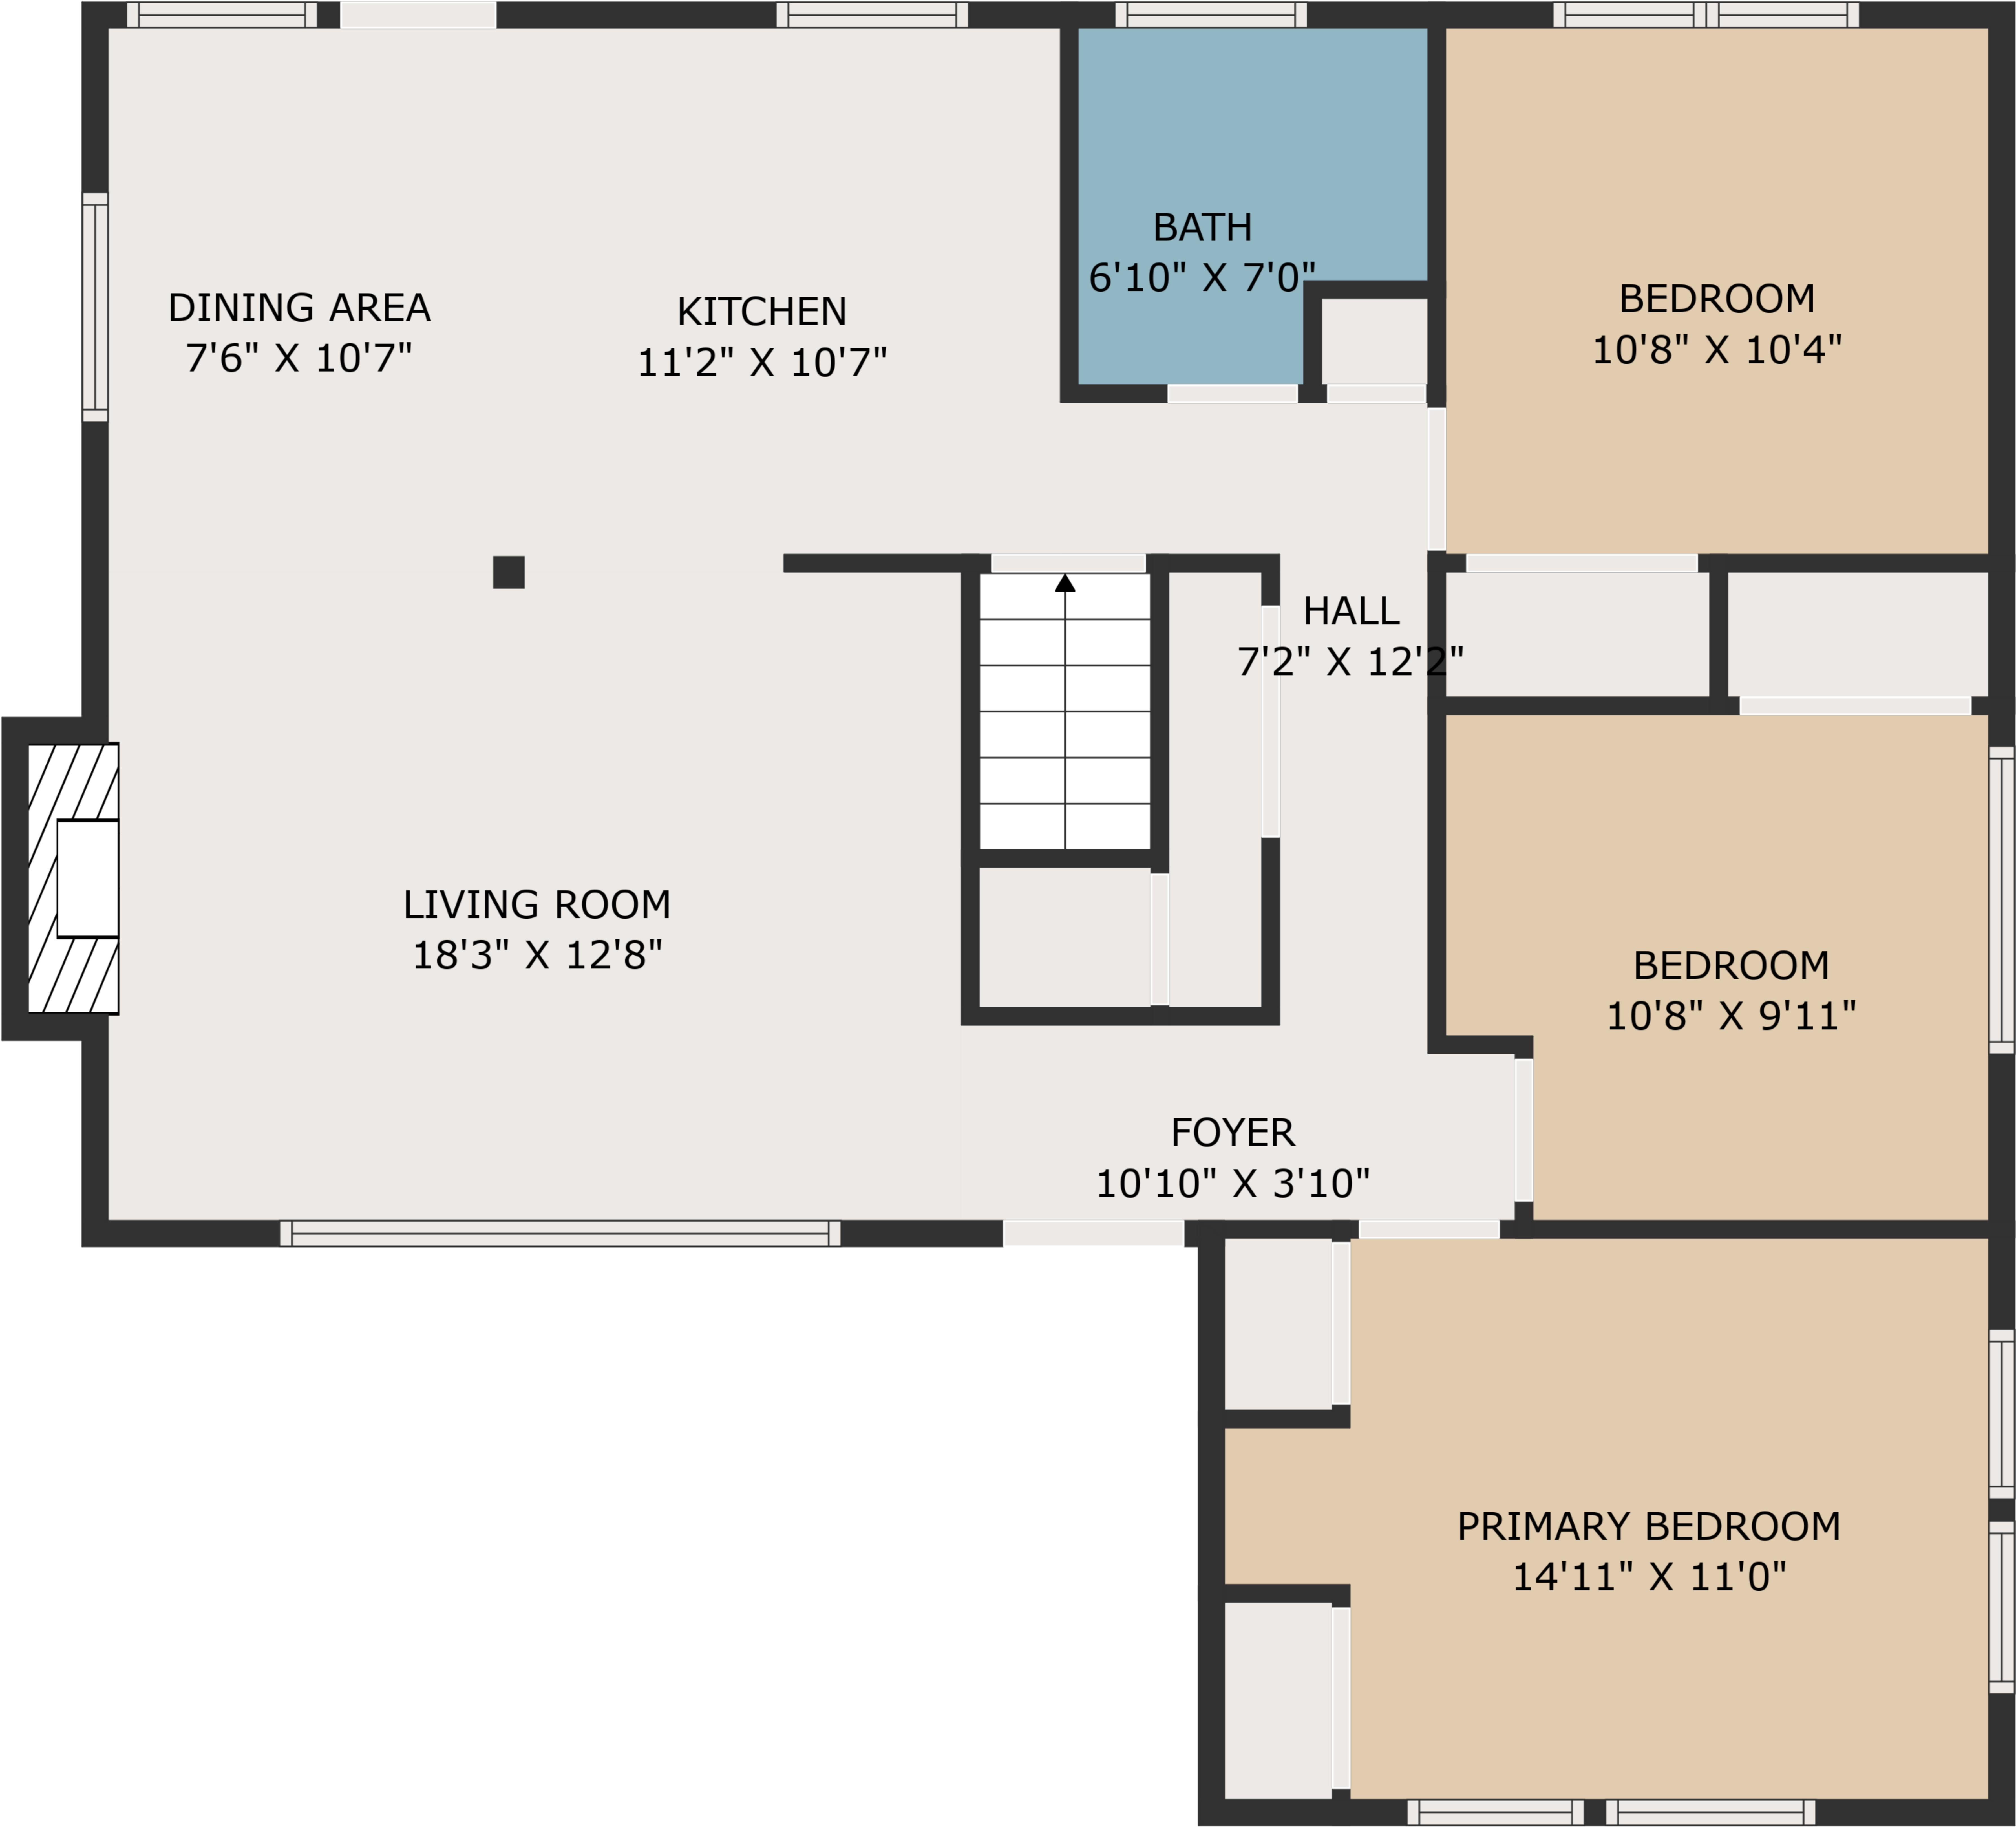 BATH
6'10" X 7'0"
DINING AREA
7'6" X 10'7"
KITCHEN
11'2" X 10'7"
BEDROOM
10'8" X 10'4"
HALL
7'2" X 12'2"
LIVING ROOM
18'3" X 12'8"
BEDROOM
10'8" X 9'11"
FOYER
10'10" X 3'10"
PRIMARY BEDROOM
14'11" X 11'0"